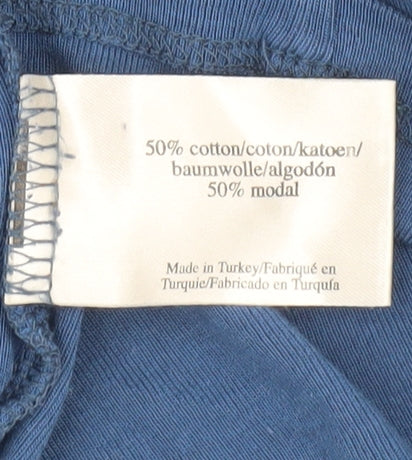 50% cotton/coton/katoen/
baumwolle/algodón
50% modal
Made in Turkey/Fabriqué en
Turquie/Fabricado en Turquía